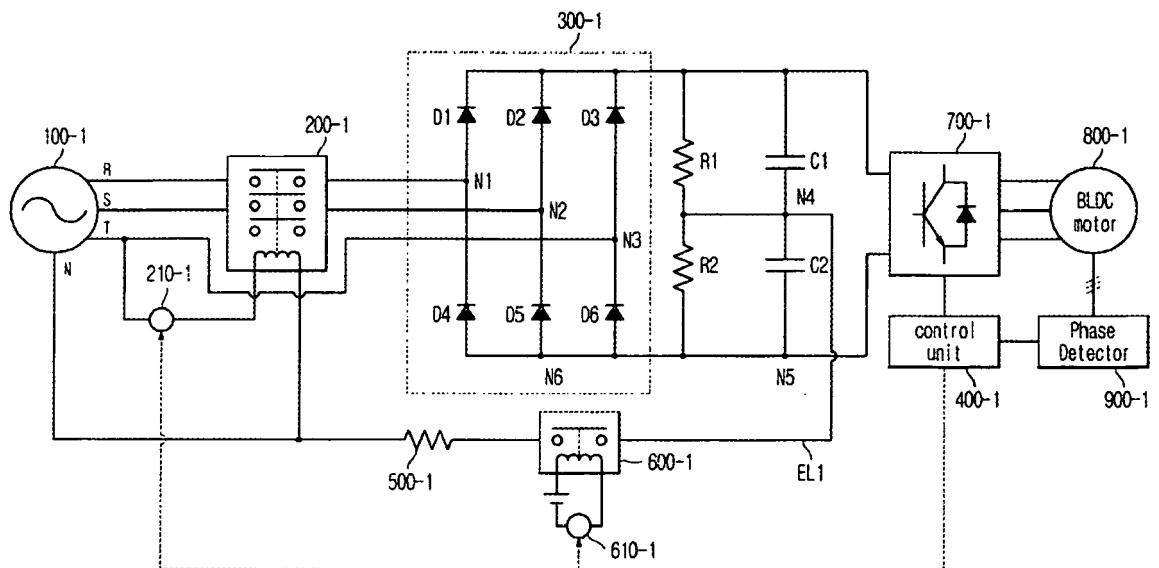 300-1
100-1
200-1
R
S
T
N
210-1
D1
D2
D3
N1
N2
N3
D4
D5
D6
N6
R1
R2
C1
N4
C2
N5
700-1
800-1
BLDC
motor
control
unit
400-1
Phase
Detector
900-1
500-1
600-1
EL1
610-1